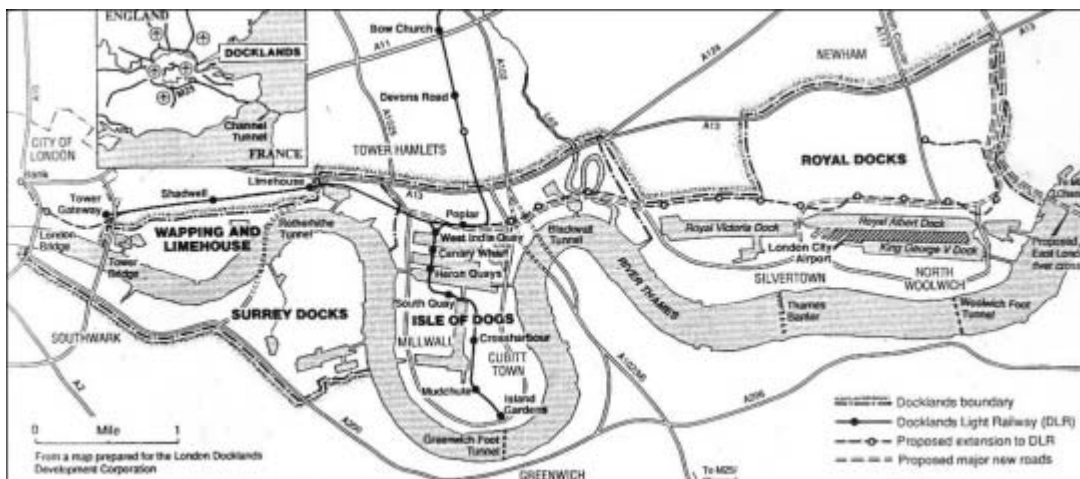 ENGLAND
DOCKLANDS
M25
Channel
Tunnel
FRANCE
CITY OF
LONDON
Bank
Tower
Gateway
Shadwell
Limehouse
London
Bridge
Tower
Bridge
WAPPING AND
LIMEHOUSE
Rotherhithe
Tunnel
SOUTHWARK
A2
SURREY DOCKS
Bow Church
A11
Devons Road
A102
TOWER HAMLETS
A13
Poplar
West India Quay
Canary Wharf
Heron Quays
South Quay
ISLE OF DOGS
MILLWALL
Crossharbour
CUBITT
TOWN
Mudchute
Island
Gardens
Greenwich Foot
Tunnel
GREENWICH
Blackwall
Tunnel
RIVER THAMES
A124
NEWHAM
A13
A13
ROYAL DOCKS
Royal Victoria Dock
Royal Albert Dock
London City
Airport
King George V Dock
SILVERTOWN
NORTH
WOOLWICH
Thames
Barrier
Woolwich Foot
Tunnel
Proposed
East London
A206
To M25/
0 Mile 1
From a map prepared for the London Docklands
Development Corporation
Docklands boundary
Docklands Light Railway (DLR)
Proposed extension to DLR
Proposed major new roads